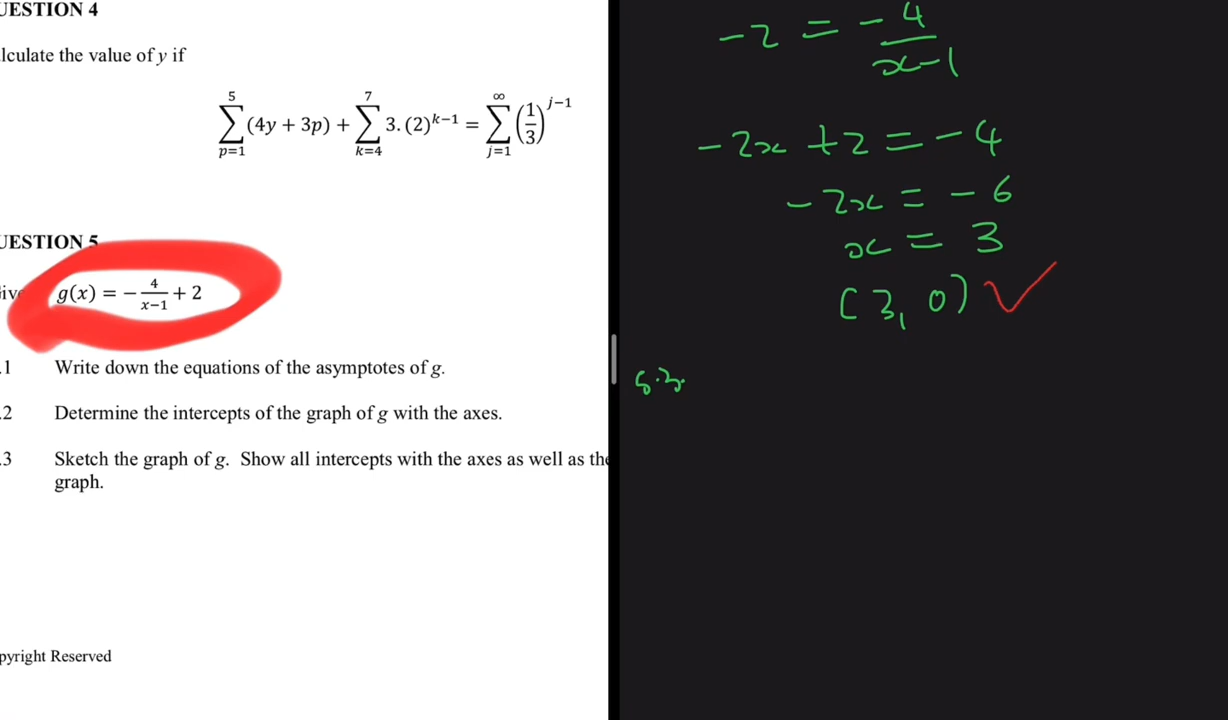 UESTION 4
lculate the value of y if
∑_{p=1}^{5} (4y + 3p) + ∑_{k=4}^{7} 3.(2)^{k−1} = ∑_{j=1}^{∞} (1/3)^{j−1}
UESTION 5
ive g(x) = − 4/(x−1) + 2
.1 Write down the equations of the asymptotes of g.
.2 Determine the intercepts of the graph of g with the axes.
.3 Sketch the graph of g. Show all intercepts with the axes as well as the
graph.
pyright Reserved
-2 = - 4/(x-1)
-2x + 2 = -4
-2x = -6
x = 3
(3, 0) ✓
5.3.